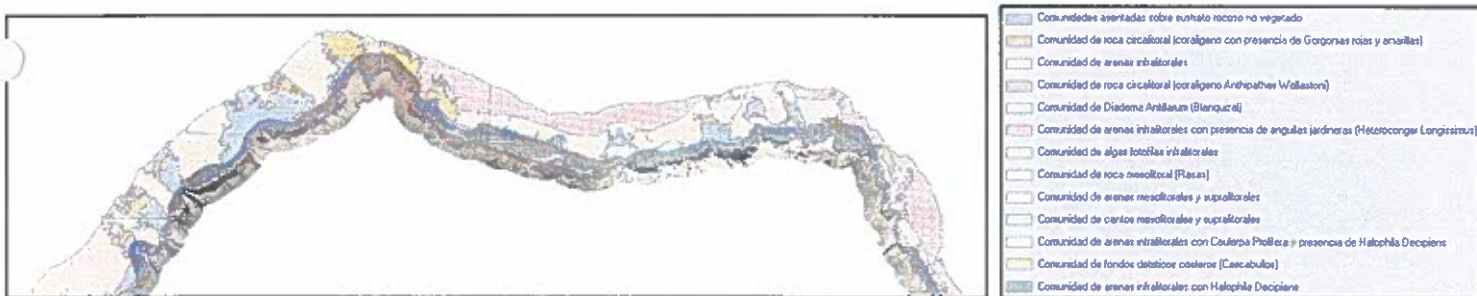 Comunidades asentadas sobre sustrato rocoso no vegetado
Comunidad de roca circalitoral (coralígeno con presencia de Gorgonias rojas y amarillas)
Comunidad de arenas infralitorales
Comunidad de roca circalitoral (coralígeno Anthipathes Wollastoni)
Comunidad de Diadema Antillarum (Blanquizal)
Comunidad de arenas infralitorales con presencia de anguilas jardineras (Heteroconger Longissimus)
Comunidad de algas fotófilas infralitorales
Comunidad de roca mesolitoral (Rasas)
Comunidad de arenas mesolitorales y supralitorales
Comunidad de cantos mesolitorales y supralitorales
Comunidad de arenas infralitorales con Caulerpa Prolifera y presencia de Halophila Decipiens
Comunidad de fondos detríticos costeros (Cascabullos)
Comunidad de arenas infralitorales con Halophila Decipiens